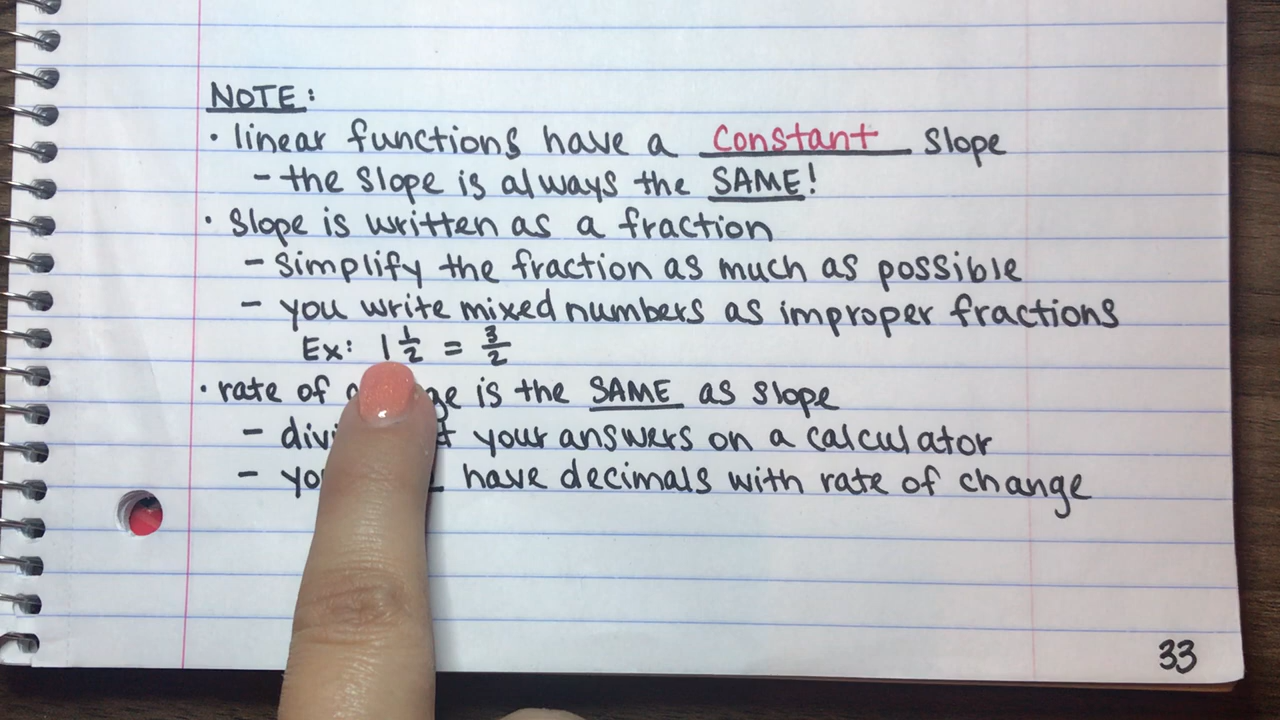 NOTE:
• linear functions have a constant slope
- the slope is always the SAME!
• slope is written as a fraction
- simplify the fraction as much as possible
- you write mixed numbers as improper fractions
Ex: 1 1/2 = 3/2
• rate of is the SAME as slope
- your answers on a calculator
- have decimals with rate of change
33